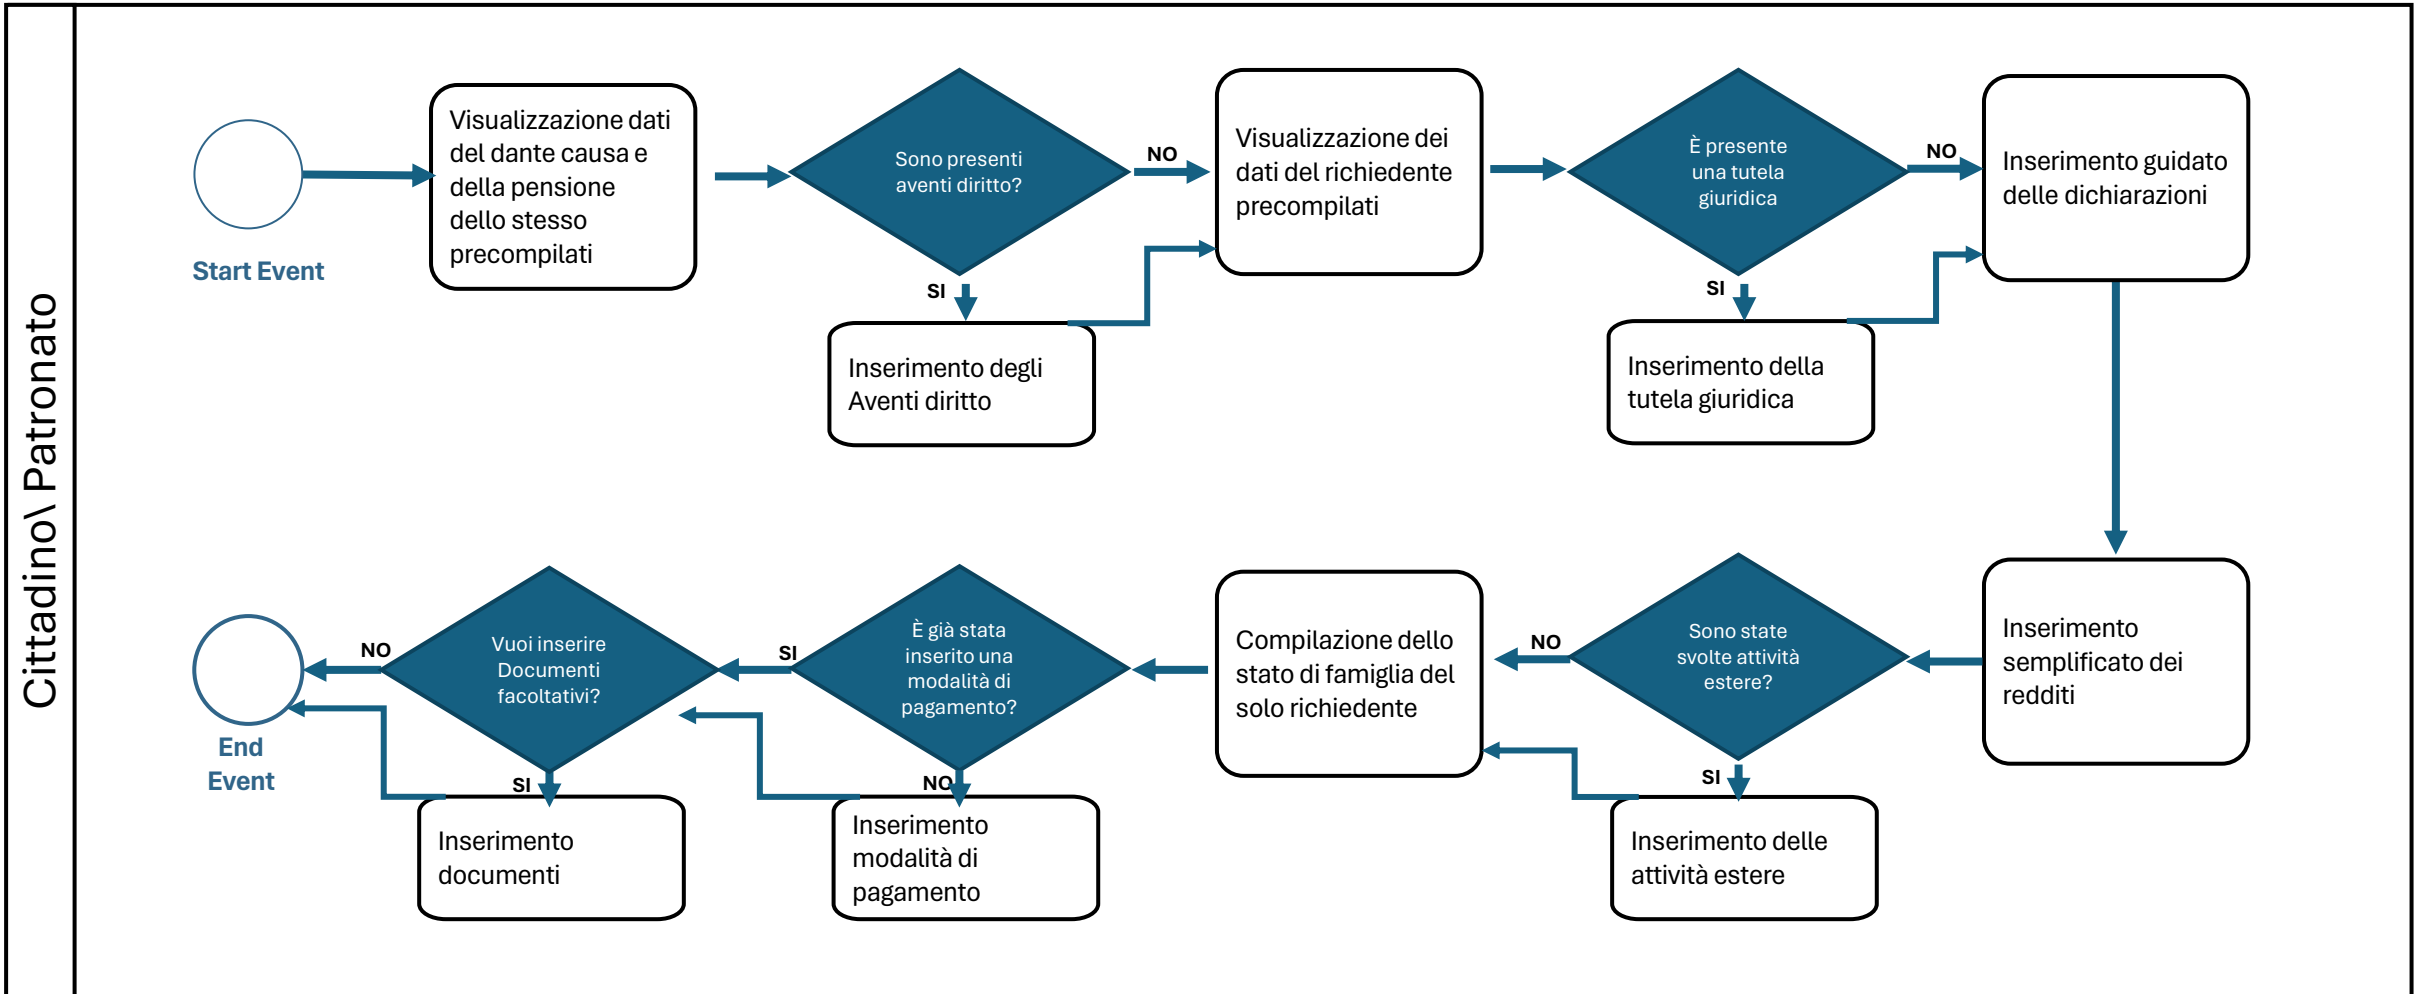 Cittadino\ Patronato
Start Event
Visualizzazione dati
del dante causa e
della pensione
dello stesso
precompilati
Sono presenti
aventi diritto?
NO
SI
Inserimento degli
Aventi diritto
Visualizzazione dei
dati del richiedente
precompilati
È presente
una tutela
giuridica
NO
SI
Inserimento della
tutela giuridica
Inserimento guidato
delle dichiarazioni
Inserimento
semplificato dei
redditi
Sono state
svolte attività
estere?
NO
SI
Inserimento delle
attività estere
Compilazione dello
stato di famiglia del
solo richiedente
È già stata
inserito una
modalità di
pagamento?
SI
NO
Inserimento
modalità di
pagamento
Vuoi inserire
Documenti
facoltativi?
NO
SI
Inserimento
documenti
End
Event